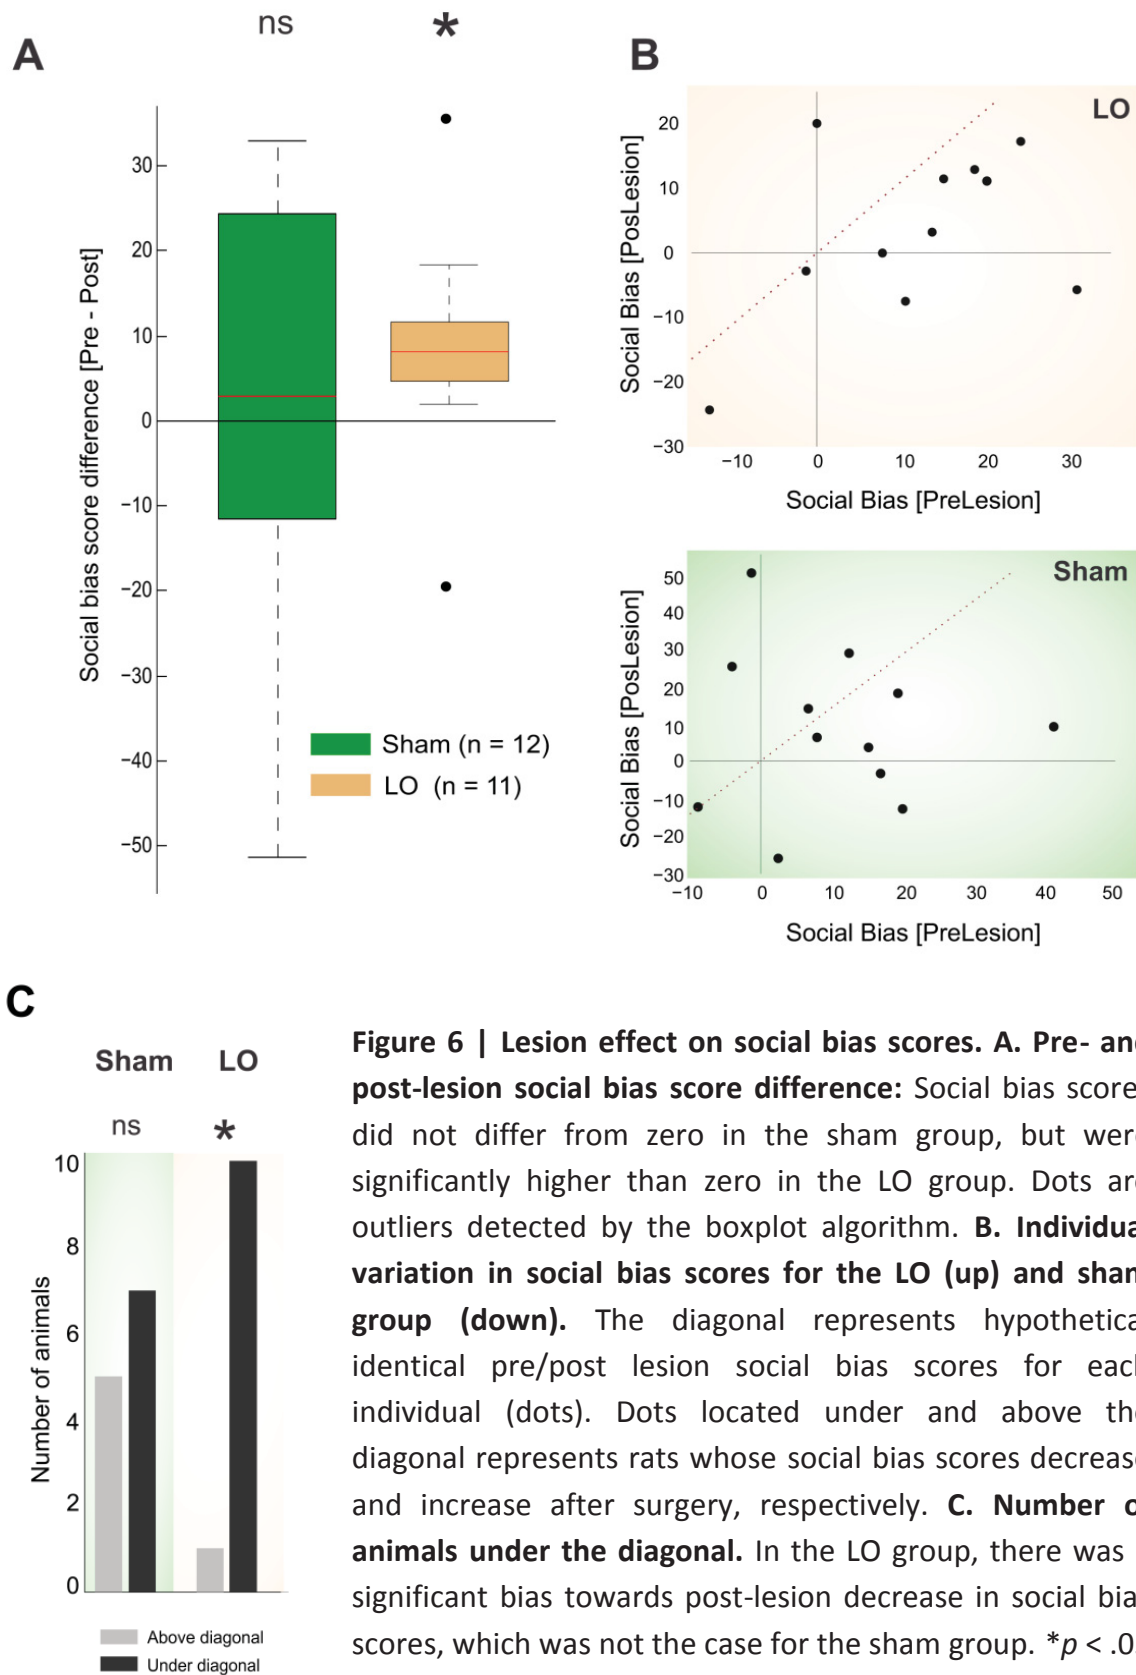 A
ns
*
30
20
10
0
−10
−20
−30
−40
−50
Social bias score difference [Pre - Post]
Sham (n = 12)
LO (n = 11)
B
LO
20
10
0
−10
−20
−30
−10 0 10 20 30
Social Bias [PosLesion]
Social Bias [PreLesion]
Sham
50
40
30
20
10
0
−10
−20
−30
−10 0 10 20 30 40 50
Social Bias [PosLesion]
Social Bias [PreLesion]
C
Sham LO
ns *
10
8
6
4
2
0
Number of animals
Above diagonal
Under diagonal
Figure 6 | Lesion effect on social bias scores. A. Pre- and
post-lesion social bias score difference: Social bias score
did not differ from zero in the sham group, but were
significantly higher than zero in the LO group. Dots are
outliers detected by the boxplot algorithm. B. Individual
variation in social bias scores for the LO (up) and sham
group (down). The diagonal represents hypothetical
identical pre/post lesion social bias scores for each
individual (dots). Dots located under and above the
diagonal represents rats whose social bias scores decrease
and increase after surgery, respectively. C. Number of
animals under the diagonal. In the LO group, there was
significant bias towards post-lesion decrease in social bias
scores, which was not the case for the sham group. *p < .0